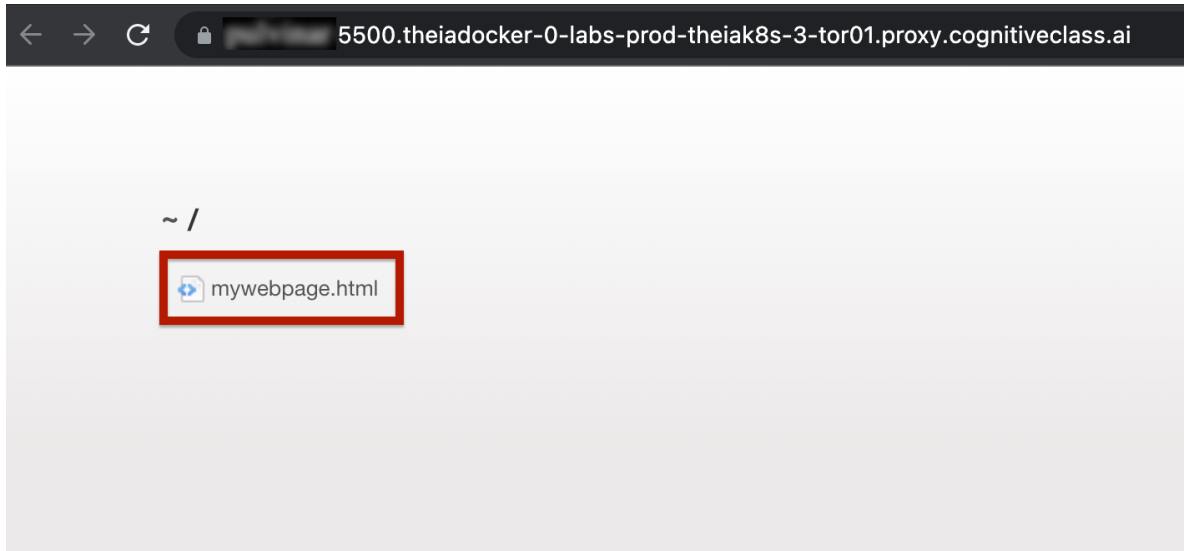 5500.theiadocker-0-labs-prod-theiak8s-3-tor01.proxy.cognitiveclass.ai
~ /
mywebpage.html